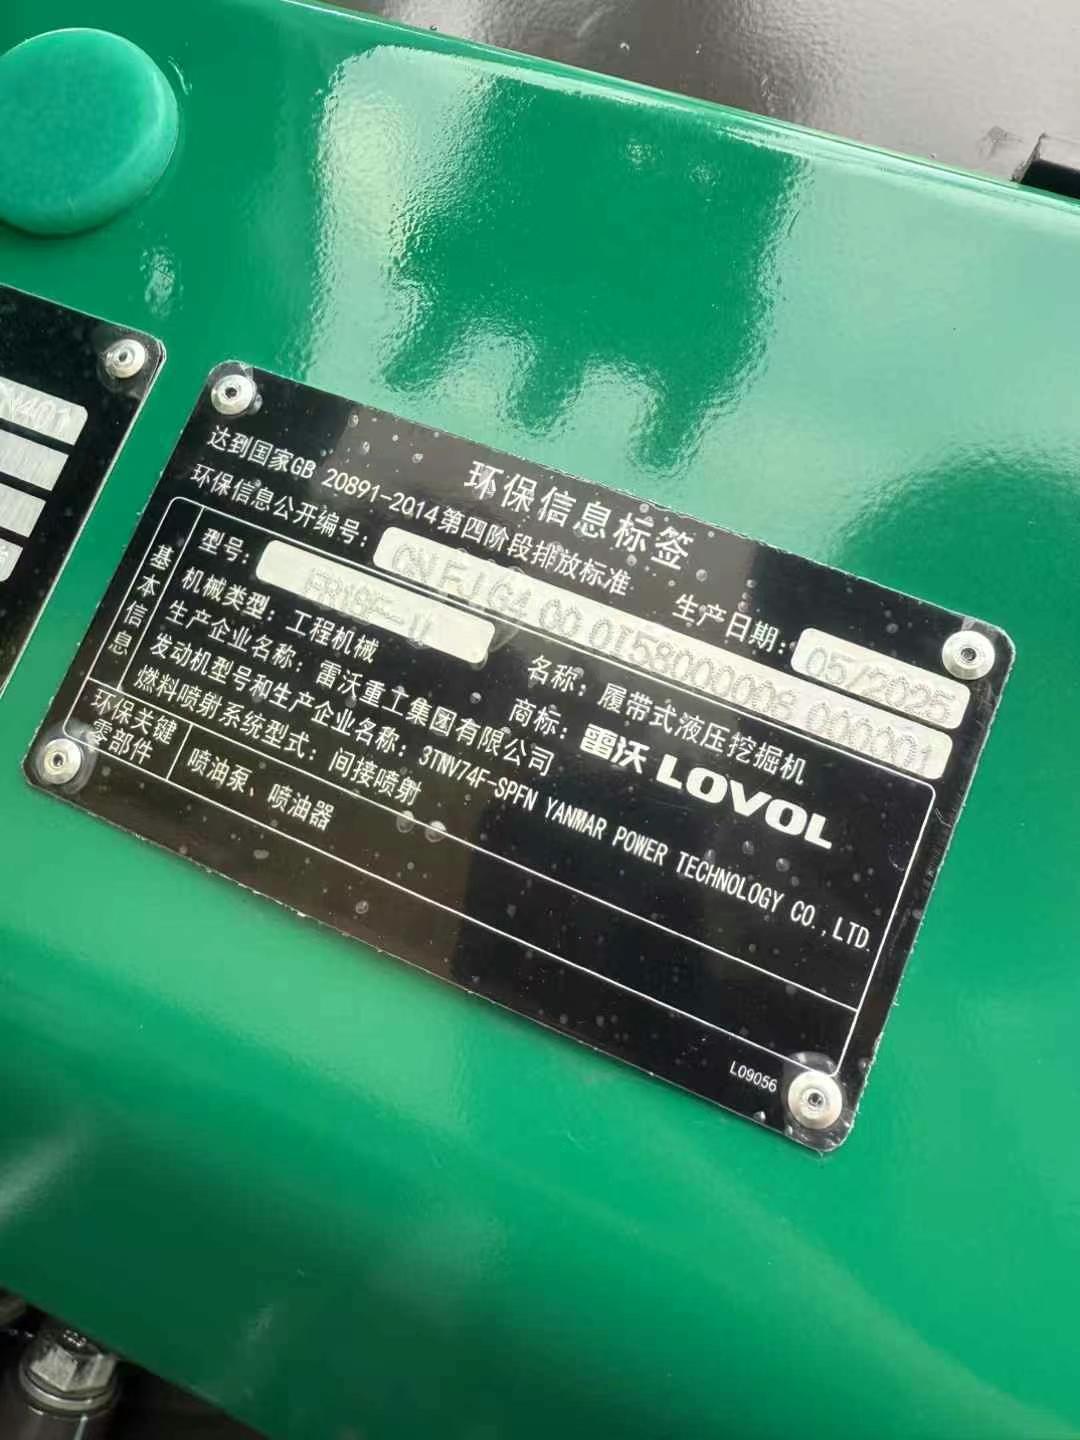 N401
环保信息标签
达到国家GB 20891-2014第四阶段排放标准 生产日期: 05/2025
环保信息公开编号: CN FJ G4 00 0I58000008 000001
基本信息
型号: FR18E-U 名称: 履带式液压挖掘机
机械类型: 工程机械 商标: 雷沃 LOVOL
生产企业名称: 雷沃重工集团有限公司
发动机型号和生产企业名称: 3TNV74F-SPFN YANMAR POWER TECHNOLOGY CO.,LTD.
燃料喷射系统型式: 间接喷射
环保关键零部件
喷油泵、喷油器
L09056